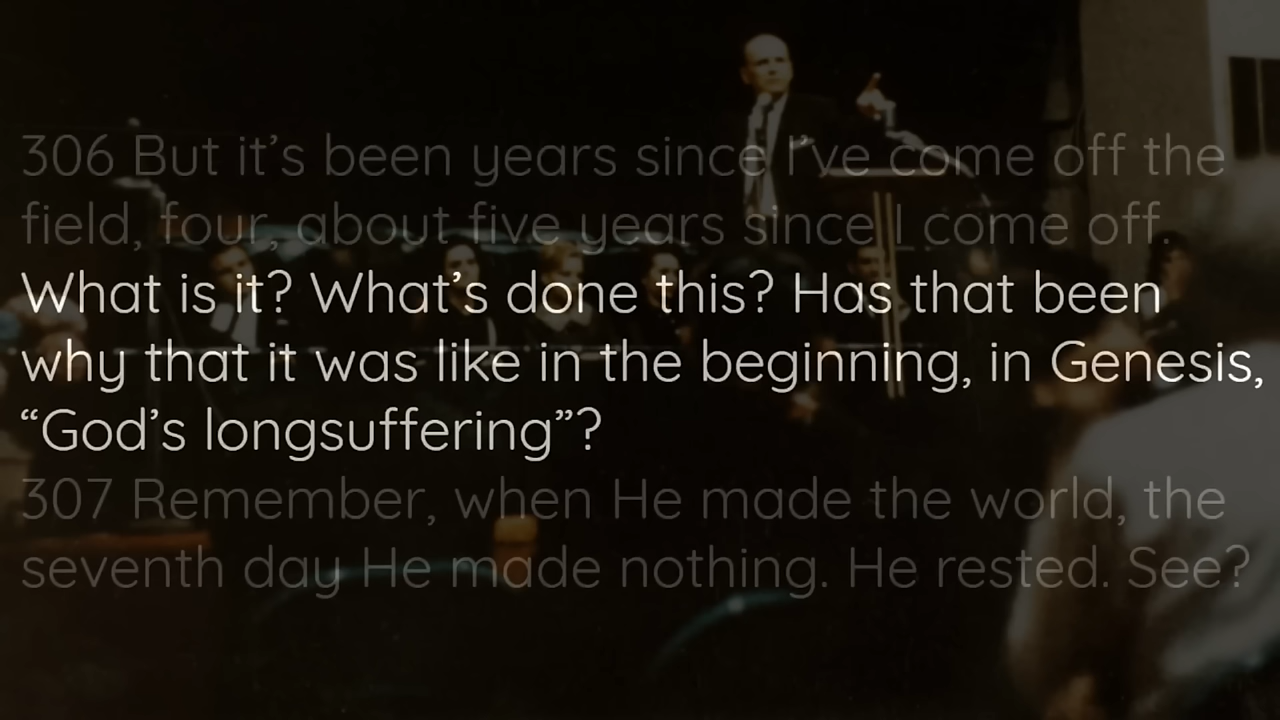 306 But it’s been years since I’ve come off the
field, four, about five years since I come off.
What is it? What’s done this? Has that been
why that it was like in the beginning, in Genesis,
“God’s longsuffering”?
307 Remember, when He made the world, the
seventh day He made nothing. He rested. See?